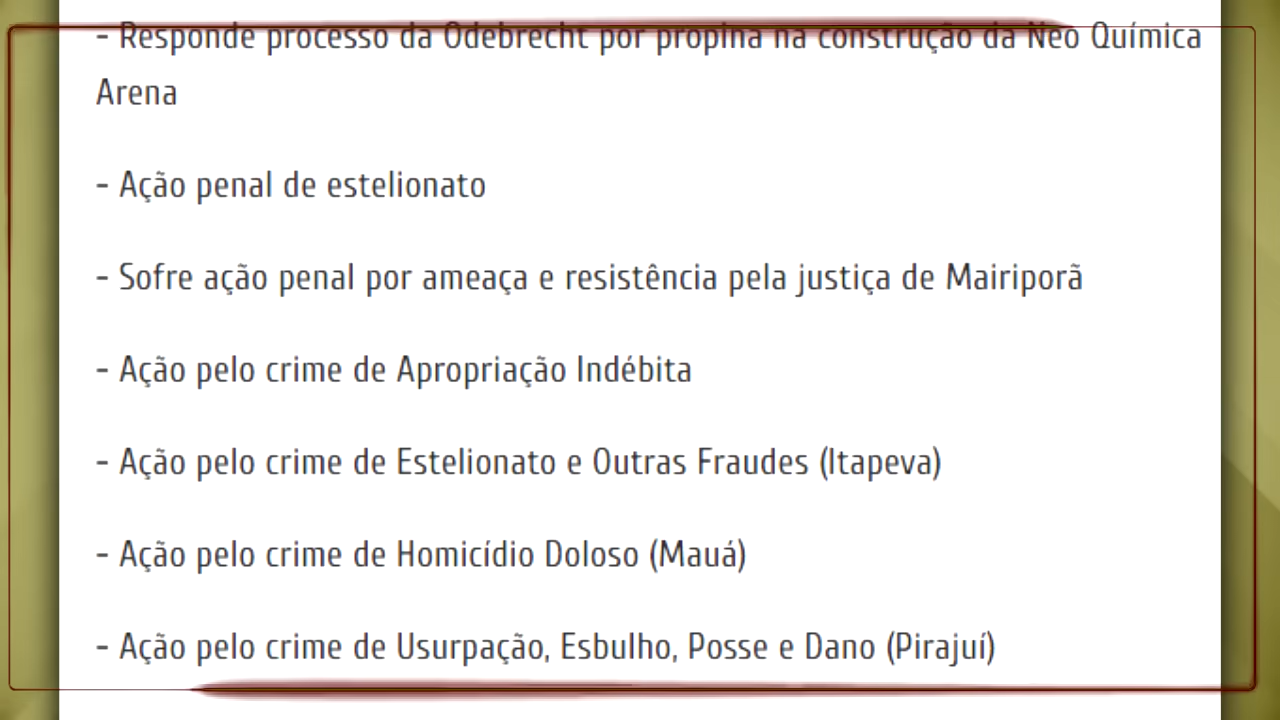 - Responde processo da Odebrecht por propina na construção da Neo Química
Arena
- Ação penal de estelionato
- Sofre ação penal por ameaça e resistência pela justiça de Mairiporã
- Ação pelo crime de Apropriação Indébita
- Ação pelo crime de Estelionato e Outras Fraudes (Itapeva)
- Ação pelo crime de Homicídio Doloso (Mauá)
- Ação pelo crime de Usurpação, Esbulho, Posse e Dano (Pirajuí)